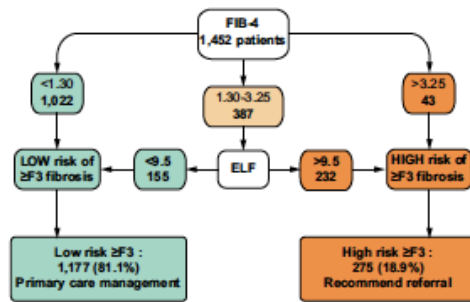 FIB-4
1,452 patients
<1.30
1,022
1.30-3.25
387
>3.25
43
LOW risk of
≥F3 fibrosis
<9.5
155
ELF
>9.5
232
HIGH risk of
≥F3 fibrosis
Low risk ≥F3 :
1,177 (81.1%)
Primary care management
High risk ≥F3 :
275 (18.9%)
Recommend referral